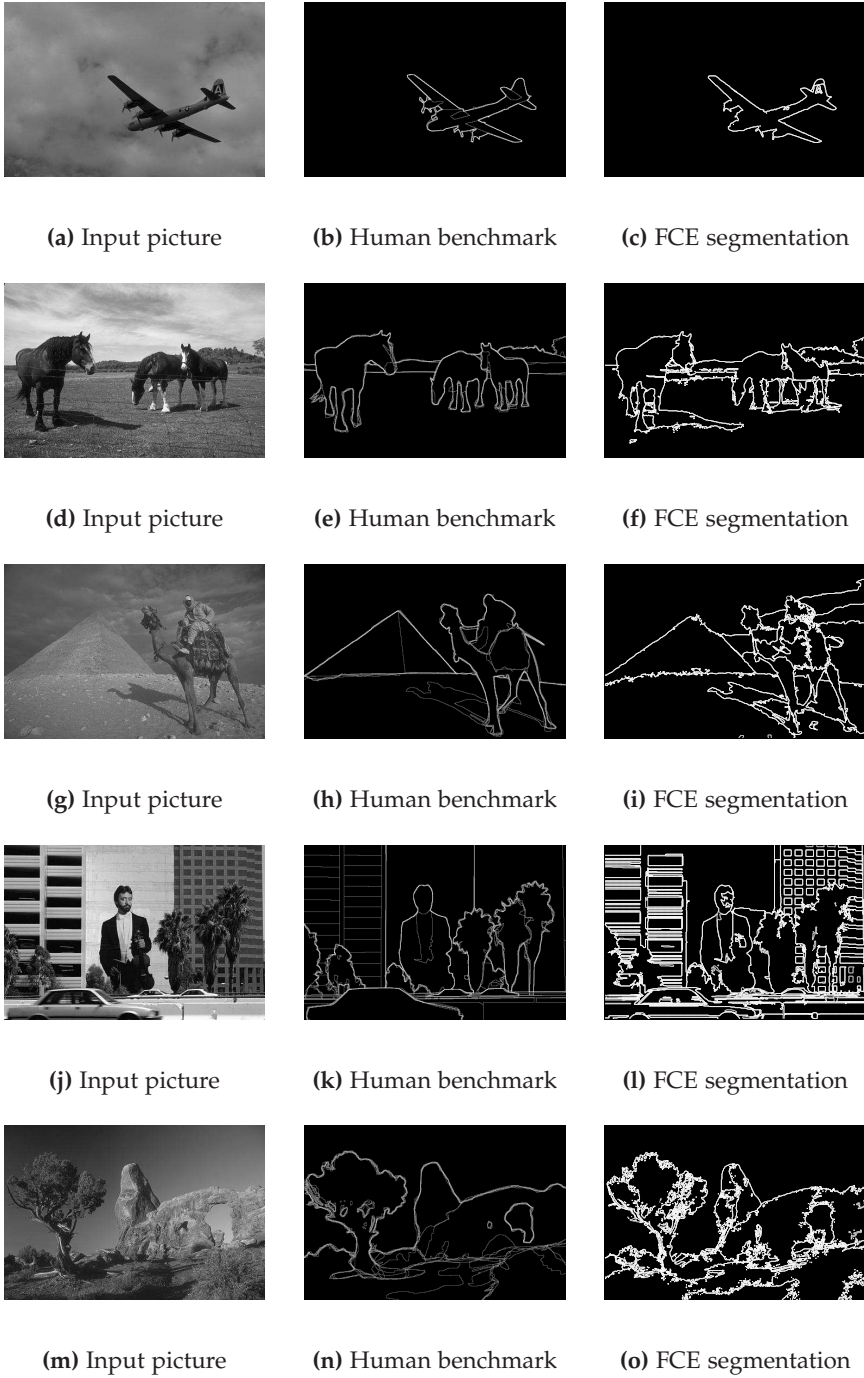 (a) Input picture (b) Human benchmark (c) FCE segmentation
(d) Input picture (e) Human benchmark (f) FCE segmentation
(g) Input picture (h) Human benchmark (i) FCE segmentation
(j) Input picture (k) Human benchmark (l) FCE segmentation
(m) Input picture (n) Human benchmark (o) FCE segmentation